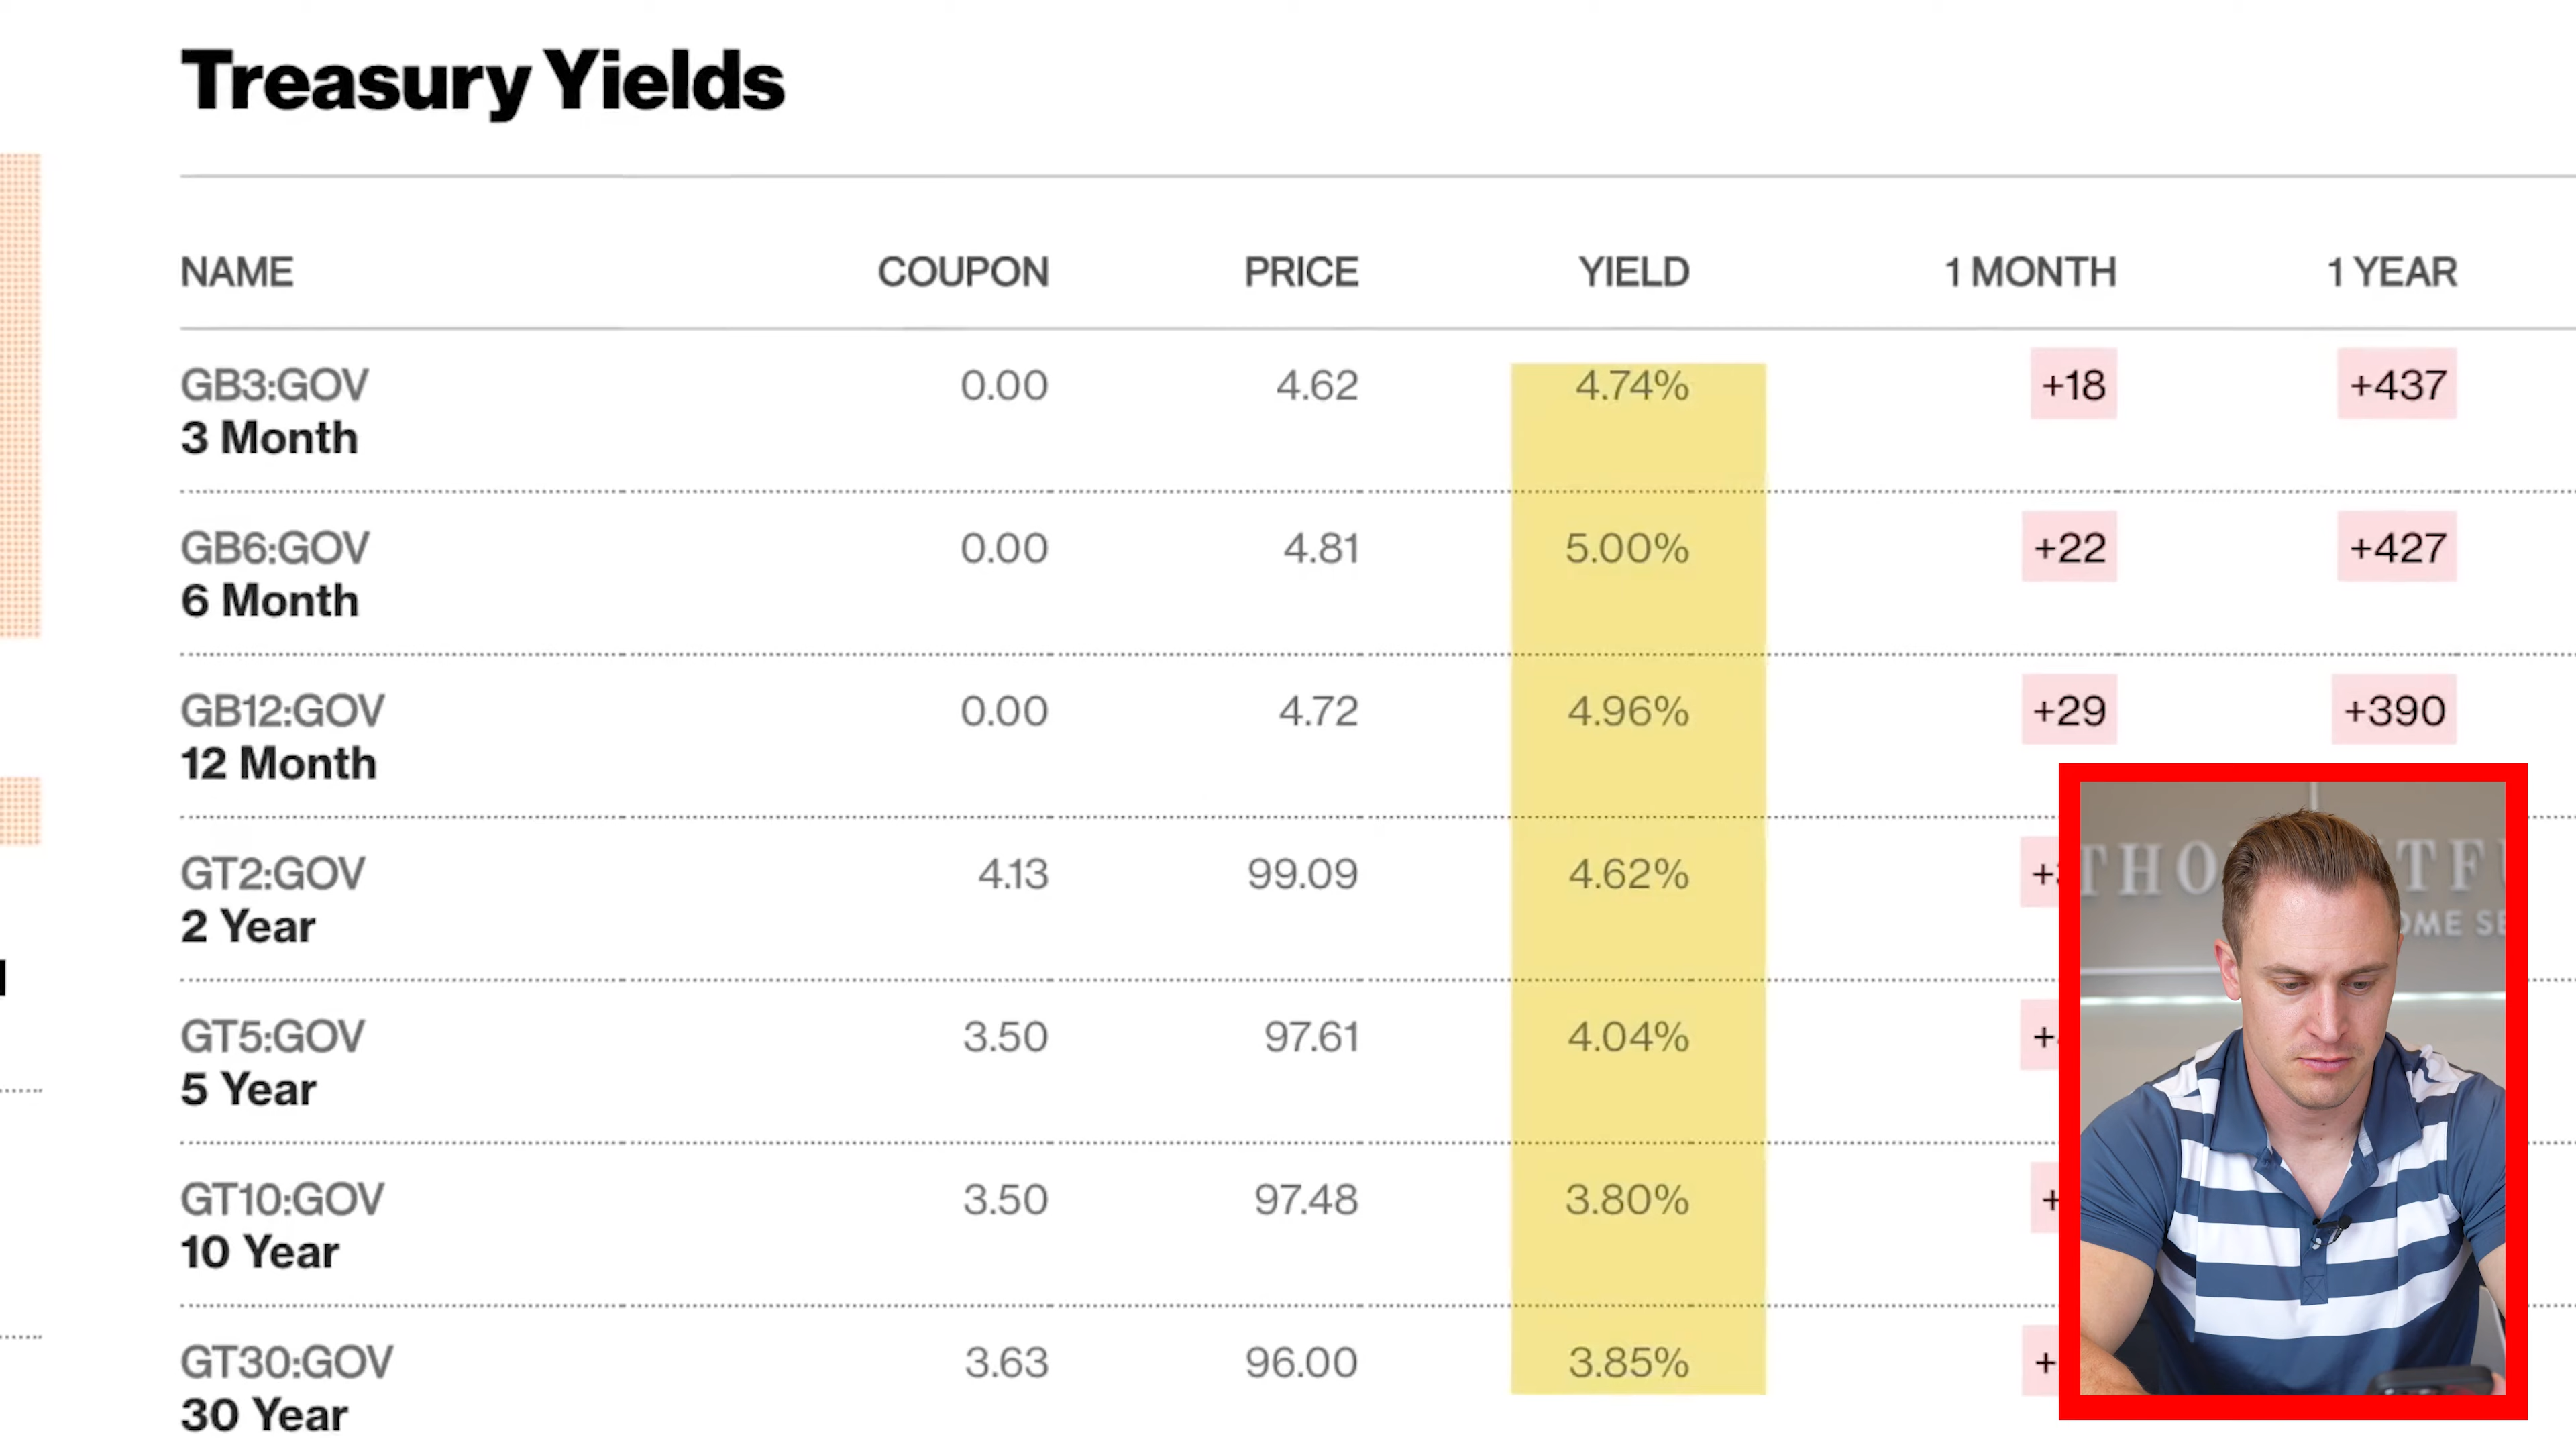 Treasury Yields
NAME COUPON PRICE YIELD 1 MONTH 1 YEAR
GB3:GOV 0.00 4.62 4.74% +18 +437
3 Month
GB6:GOV 0.00 4.81 5.00% +22 +427
6 Month
GB12:GOV 0.00 4.72 4.96% +29 +390
12 Month
GT2:GOV 4.13 99.09 4.62%
2 Year
GT5:GOV 3.50 97.61 4.04%
5 Year
GT10:GOV 3.50 97.48 3.80%
10 Year
GT30:GOV 3.63 96.00 3.85%
30 Year